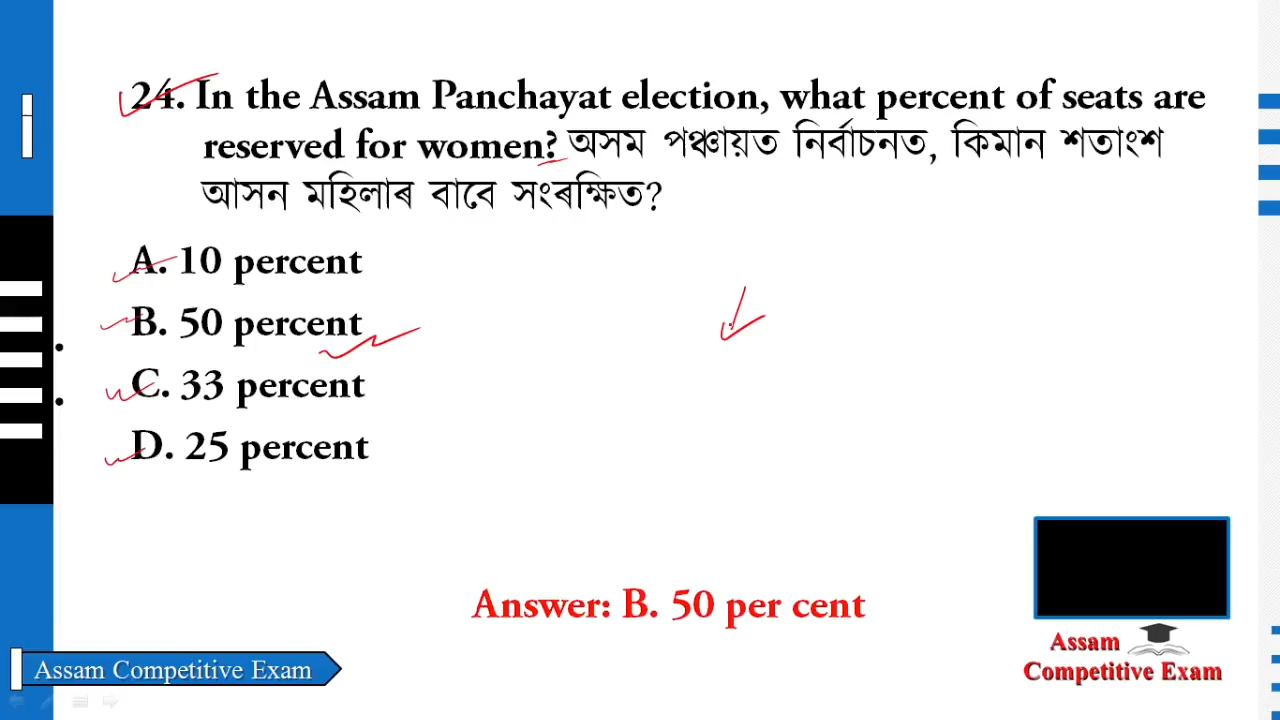 24. In the Assam Panchayat election, what percent of seats are
reserved for women? অসম পঞ্চায়ত নিৰ্বাচনত, কিমান শতাংশ
আসন মহিলাৰ বাবে সংৰক্ষিত?
A. 10 percent
B. 50 percent
C. 33 percent
D. 25 percent
Answer: B. 50 per cent
Assam
Competitive Exam
Assam Competitive Exam